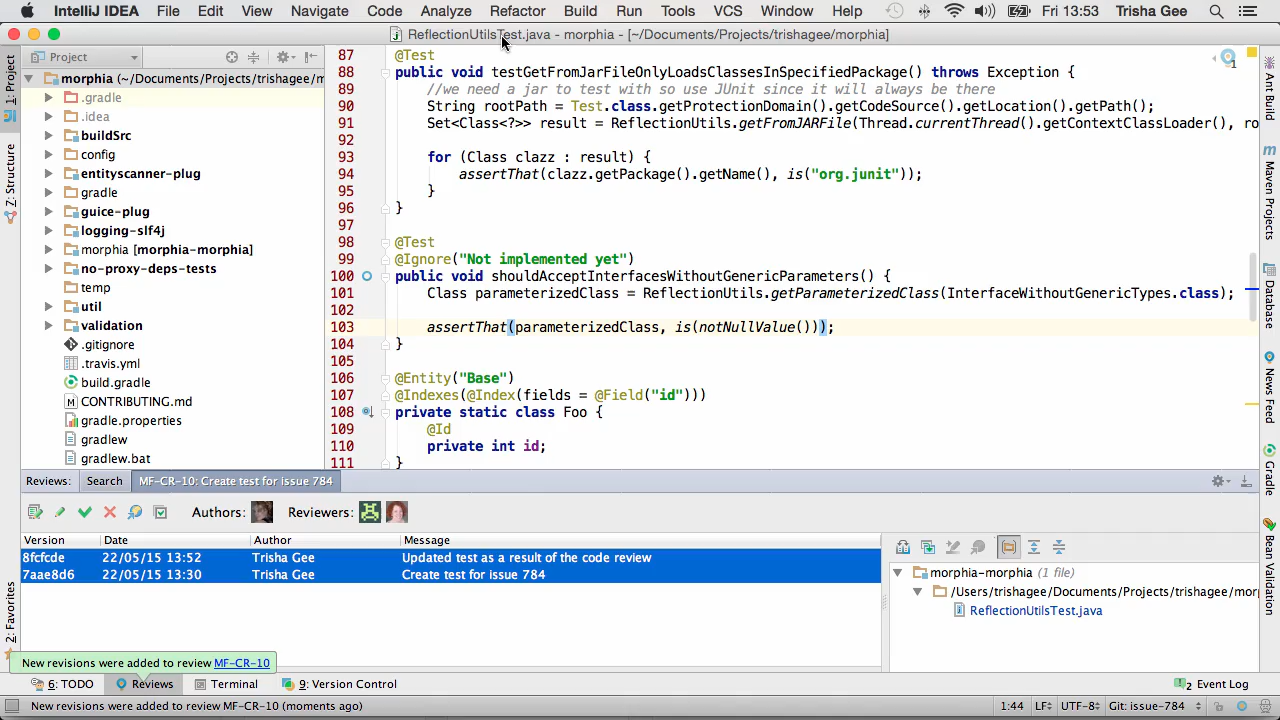 IntelliJ IDEA File Edit View Navigate Code Analyze Refactor Build Run Tools VCS Window Help Fri 13:53 Trisha Gee
ReflectionUtilsTest.java - morphia - [~/Documents/Projects/trishagee/morphia]
Project
1: Project
Z: Structure
2: Favorites
morphia (~/Documents/Projects/trishagee/m
.gradle
.idea
buildSrc
config
entityscanner-plug
gradle
guice-plug
logging-slf4j
morphia [morphia-morphia]
no-proxy-deps-tests
temp
util
validation
.gitignore
.travis.yml
build.gradle
CONTRIBUTING.md
gradle.properties
gradlew
gradlew.bat
87 @Test
88 public void testGetFromJarFileOnlyLoadsClassesInSpecifiedPackage() throws Exception {
89 //we need a jar to test with so use JUnit since it will always be there
90 String rootPath = Test.class.getProtectionDomain().getCodeSource().getLocation().getPath();
91 Set<Class<?>> result = ReflectionUtils.getFromJARFile(Thread.currentThread().getContextClassLoader(), ro
92
93 for (Class clazz : result) {
94 assertThat(clazz.getPackage().getName(), is("org.junit"));
95 }
96 }
97
98 @Test
99 @Ignore("Not implemented yet")
100 public void shouldAcceptInterfacesWithoutGenericParameters() {
101 Class parameterizedClass = ReflectionUtils.getParameterizedClass(InterfaceWithoutGenericTypes.class);
102
103 assertThat(parameterizedClass, is(notNullValue()));
104 }
105
106 @Entity("Base")
107 @Indexes(@Index(fields = @Field("id")))
108 private static class Foo {
109 @Id
110 private int id;
111 }
1
Ant Build
Maven Projects
Database
News Feed
Gradle
Bean Validation
Reviews: Search MF-CR-10: Create test for issue 784
Authors: Reviewers:
Version Date Author Message
8fcfcde 22/05/15 13:52 Trisha Gee Updated test as a result of the code review
7aae8d6 22/05/15 13:30 Trisha Gee Create test for issue 784
morphia-morphia (1 file)
/Users/trishagee/Documents/Projects/trishagee/mor
ReflectionUtilsTest.java
New revisions were added to review MF-CR-10
6: TODO Reviews Terminal 9: Version Control 2 Event Log
New revisions were added to review MF-CR-10 (moments ago) 1:44 LF÷ UTF-8÷ Git: issue-784